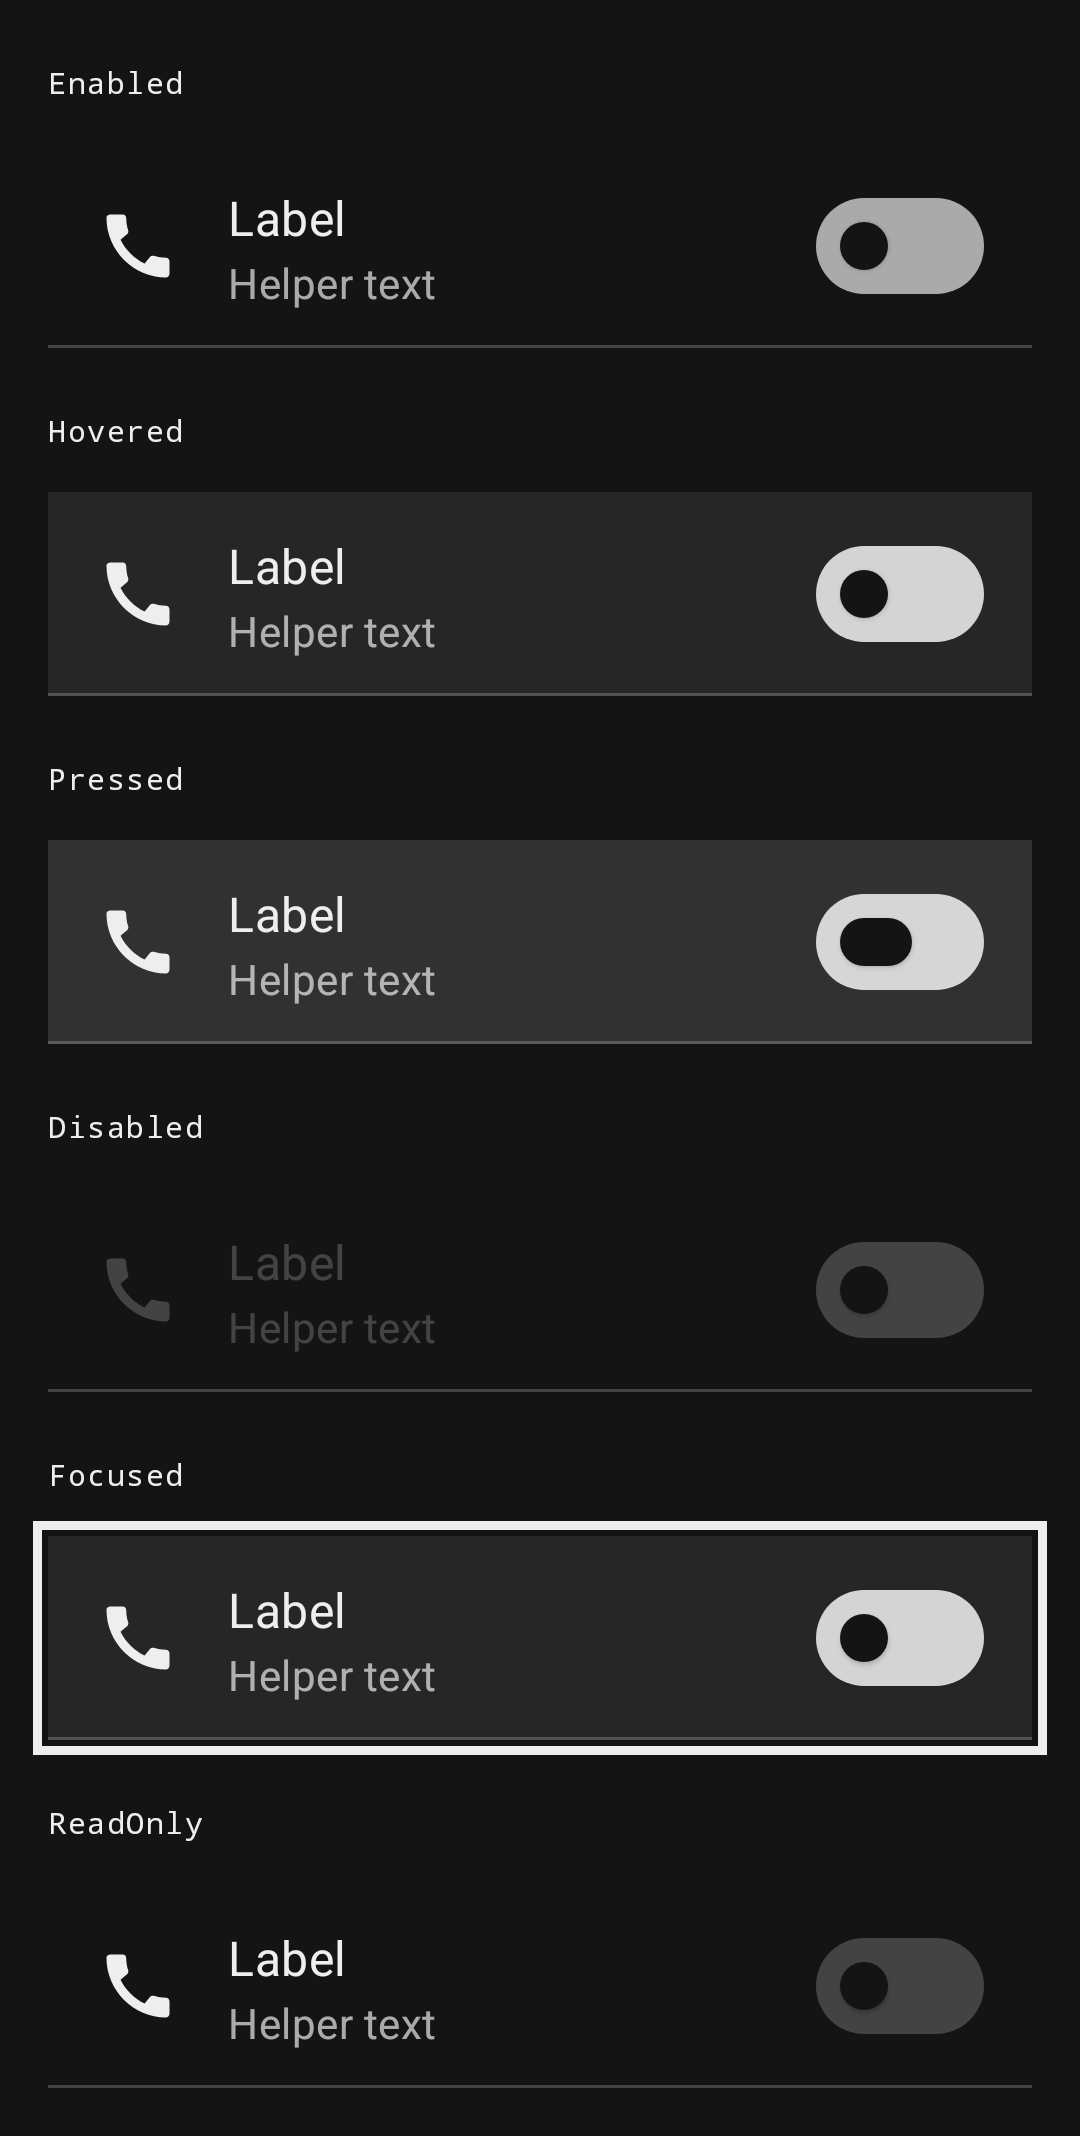 Enabled
Label
Helper text
Hovered
Label
Helper text
Pressed
Label
Helper text
Disabled
Label
Helper text
Focused
Label
Helper text
ReadOnly
Label
Helper text